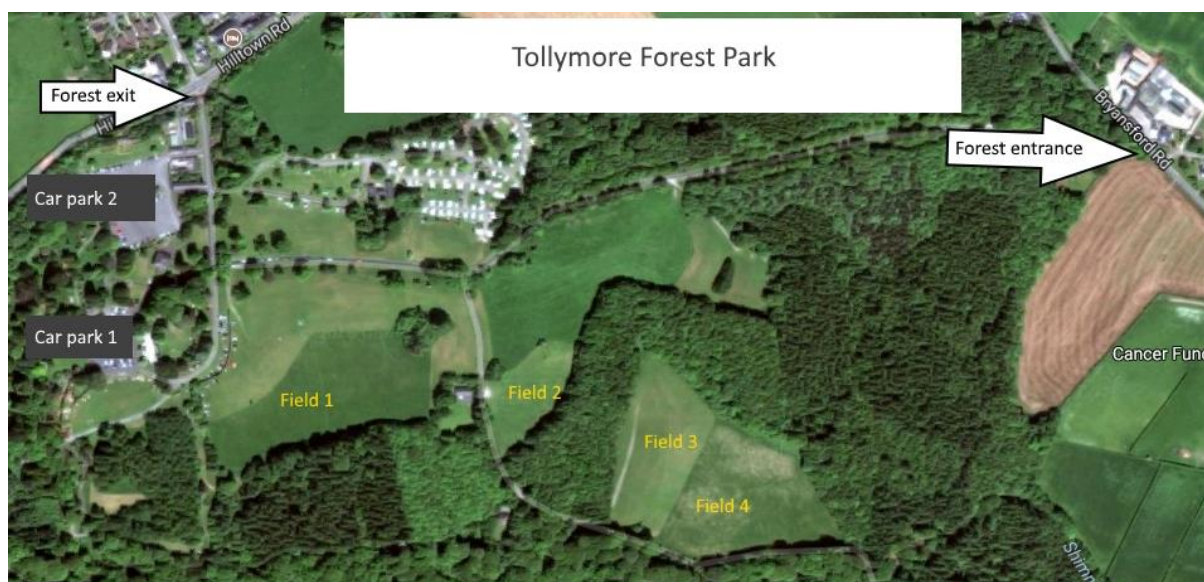 Tollymore Forest Park
Hilltown Rd
Forest exit
Forest entrance
Bryansford Rd
Car park 2
Car park 1
Cancer Fund
Field 1
Field 2
Field 3
Field 4